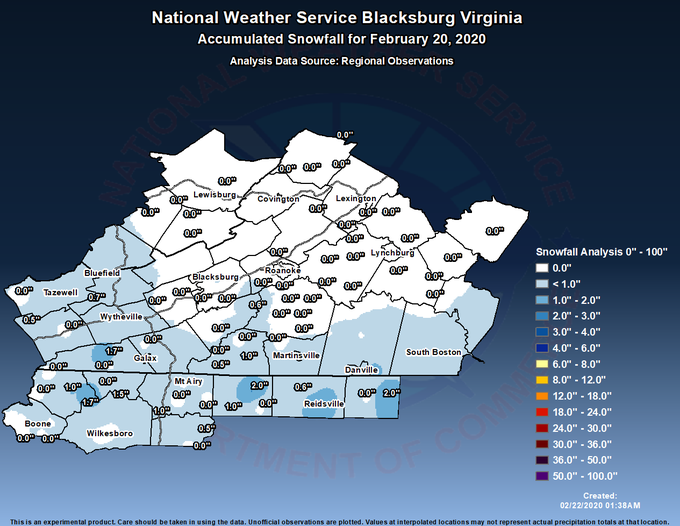 National Weather Service Blacksburg Virginia
Accumulated Snowfall for February 20, 2020
Analysis Data Source: Regional Observations
NATIONAL WEATHER SERVICE
0.0"
0.0" 0.0" 0.0"
0.0"
Lewisburg Covington Lexington
0.0"
0.0" 0.0" 0.0" 0.0" 0.0"
0.0"
0.0" 0.0" 0.0" 0.0"
0.0" Lynchburg
0.0" 0.0" 0.0"
Bluefield Blacksburg Roanoke 0.0"
Snowfall Analysis 0" - 100"
0.0"
< 1.0"
1.0" - 2.0"
2.0" - 3.0"
3.0" - 4.0"
4.0" - 6.0"
6.0" - 8.0"
8.0" - 12.0"
12.0" - 18.0"
18.0" - 24.0"
24.0" - 30.0"
30.0" - 36.0"
36.0" - 50.0"
50.0" - 100.0"
0.0" 0.0" 0.0" 0.0"
Tazewell 0.7" 0.0" 0.0" 0.0" 0.0" 0.0" 0.0" 0.0"
0.6" 0.0"
0.5" 0.0" Wytheville 0.0" 0.0"
0.0" 0.0" 0.0"
0.0" 0.0" 0.0"
1.7" Galax 0.0" 1.0" Martinsville South Boston
0.0" 0.0" 0.5" Danville
0.0" 1.0" 0.0" Mt Airy 2.0" 0.6" 0.0" 2.0"
1.7" 1.5" 0.0" 0.0" 1.0" 0.0" Reidsville
1.0"
Boone Wilkesboro 0.5"
0.0" 0.0" 0.0"
DEPARTMENT OF COMMERCE
Created:
02/22/2020 01:38AM
This is an experimental product. Care should be taken in using the data. Unofficial observations are plotted. Values at interpolated locations may not represent actual precipitation totals at that location.